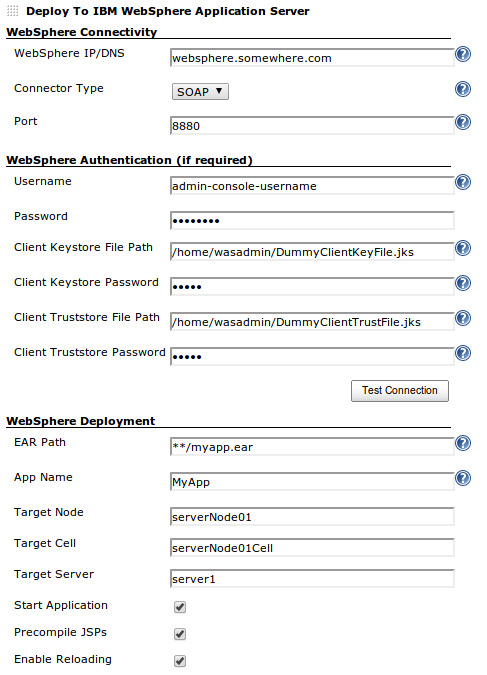 Deploy To IBM WebSphere Application Server
WebSphere Connectivity
WebSphere IP/DNS websphere.somewhere.com ?
Connector Type SOAP ▼ ?
Port 8880 ?
WebSphere Authentication (if required)
Username admin-console-username ?
Password ••••••••
Client Keystore File Path /home/wasadmin/DummyClientKeyFile.jks ?
Client Keystore Password ••••• ?
Client Truststore File Path /home/wasadmin/DummyClientTrustFile.jks ?
Client Truststore Password ••••• ?
Test Connection
WebSphere Deployment
EAR Path **/myapp.ear ?
App Name MyApp ?
Target Node serverNode01
Target Cell serverNode01Cell
Target Server server1
Start Application
Precompile JSPs
Enable Reloading